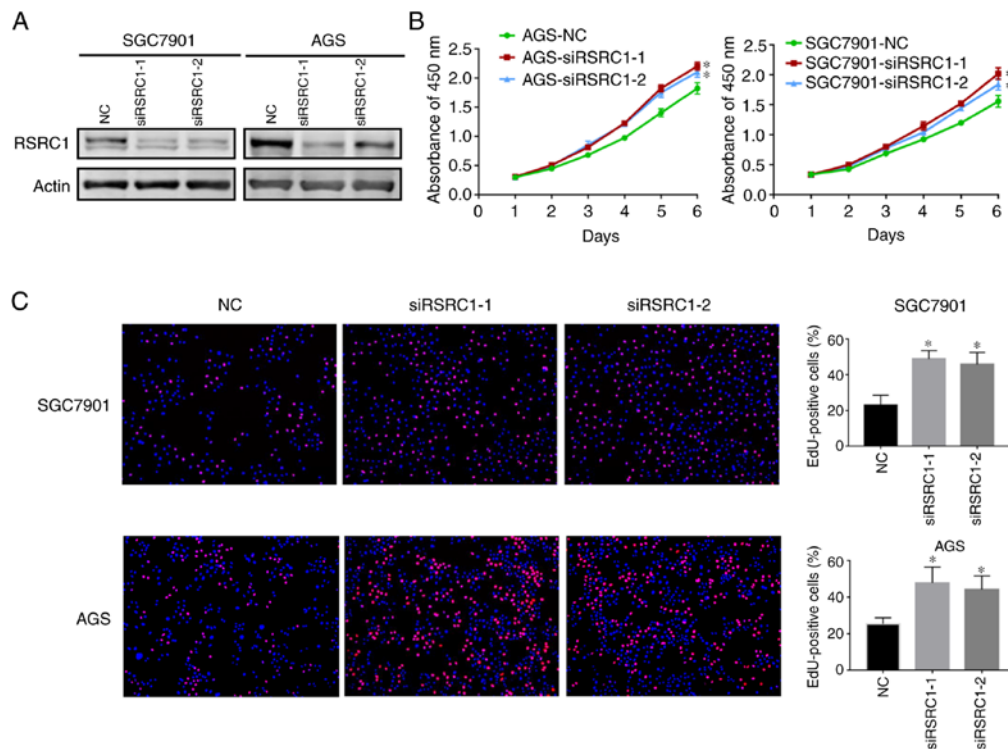 A
SGC7901
AGS
NC
siRSRC1-1
siRSRC1-2
NC
siRSRC1-1
siRSRC1-2
RSRC1
Actin
B
AGS-NC
AGS-siRSRC1-1
AGS-siRSRC1-2
Absorbance of 450 nm
2.5
2.0
1.5
1.0
0.5
0.0
0 1 2 3 4 5 6
Days
*
*
SGC7901-NC
SGC7901-siRSRC1-1
SGC7901-siRSRC1-2
Absorbance of 450 nm
2.5
2.0
1.5
1.0
0.5
0.0
0 1 2 3 4 5 6
Days
C
NC
siRSRC1-1
siRSRC1-2
SGC7901
AGS
SGC7901
EdU-positive cells (%)
60
40
20
0
*
*
NC
siRSRC1-1
siRSRC1-2
AGS
EdU-positive cells (%)
60
40
20
0
*
*
NC
siRSRC1-1
siRSRC1-2